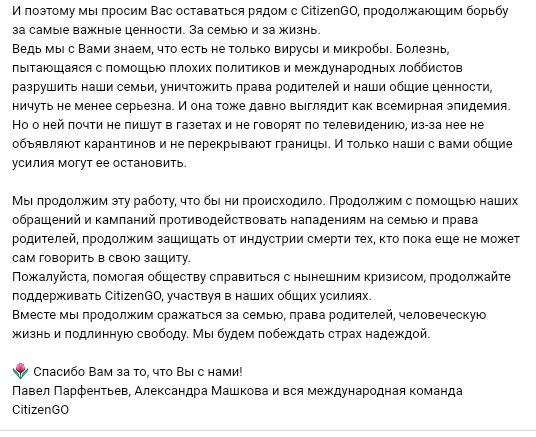 И поэтому мы просим Вас оставаться рядом с CitizenGO, продолжающим борьбу
за самые важные ценности. За семью и за жизнь.
Ведь мы с Вами знаем, что есть не только вирусы и микробы. Болезнь,
пытающаяся с помощью плохих политиков и международных лоббистов
разрушить наши семьи, уничтожить права родителей и наши общие ценности,
ничуть не менее серьезна. И она тоже давно выглядит как всемирная эпидемия.
Но о ней почти не пишут в газетах и не говорят по телевидению, из-за нее не
объявляют карантинов и не перекрывают границы. И только наши с вами общие
усилия могут ее остановить.

Мы продолжим эту работу, что бы ни происходило. Продолжим с помощью наших
обращений и кампаний противодействовать нападениям на семью и права
родителей, продолжим защищать от индустрии смерти тех, кто пока еще не может
сам говорить в свою защиту.
Пожалуйста, помогая обществу справиться с нынешним кризисом, продолжайте
поддерживать CitizenGO, участвуя в наших общих усилиях.
Вместе мы продолжим сражаться за семью, права родителей, человеческую
жизнь и подлинную свободу. Мы будем побеждать страх надеждой.

🌷 Спасибо Вам за то, что Вы с нами!
Павел Парфентьев, Александра Машкова и вся международная команда
CitizenGO